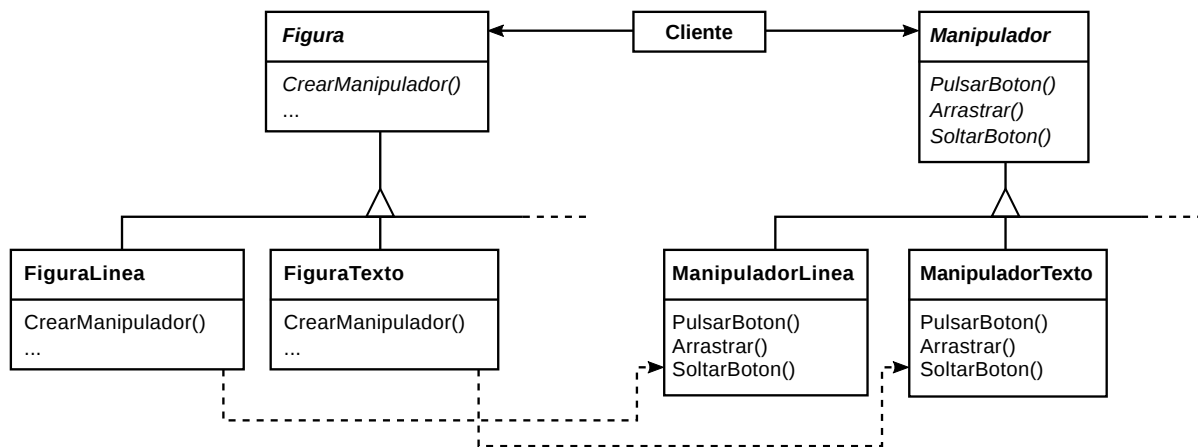 Figura
CrearManipulador()
...
Cliente
Manipulador
PulsarBoton()
Arrastrar()
SoltarBoton()
FiguraLinea
CrearManipulador()
...
FiguraTexto
CrearManipulador()
...
ManipuladorLinea
PulsarBoton()
Arrastrar()
SoltarBoton()
ManipuladorTexto
PulsarBoton()
Arrastrar()
SoltarBoton()